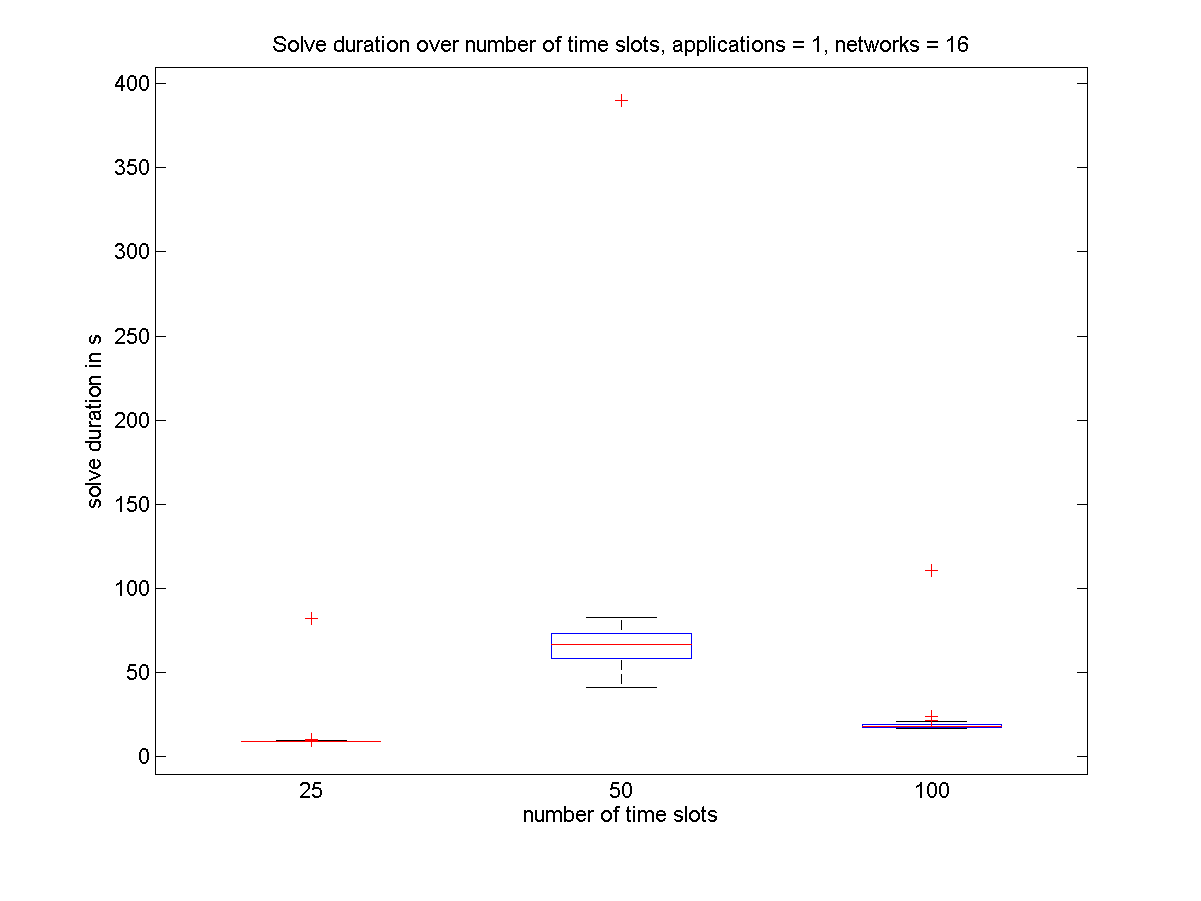 Solve duration over number of time slots, applications = 1, networks = 16
400
350
300
250
200
150
100
50
0
solve duration in s
25 50 100
number of time slots